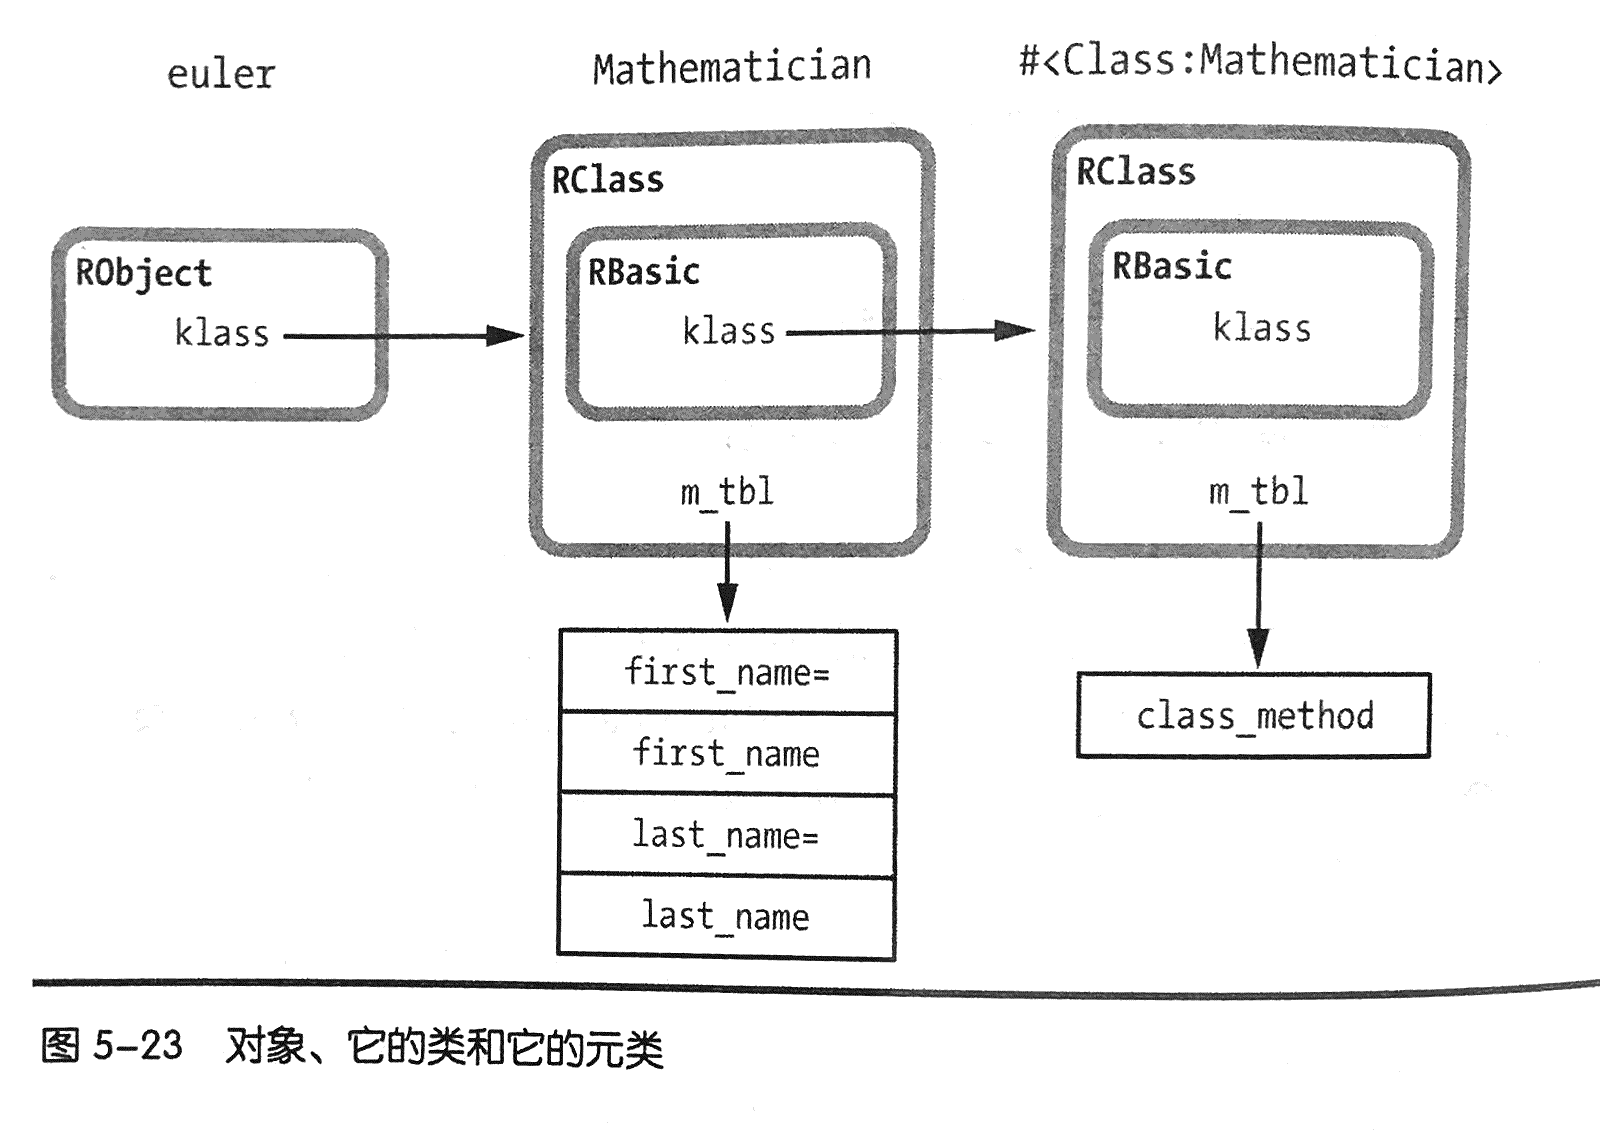 euler
Mathematician
#<Class:Mathematician>
RObject
klass
RClass
RBasic
klass
m_tbl
first_name=
first_name
last_name=
last_name
RClass
RBasic
klass
m_tbl
class_method
图 5-23 对象、它的类和它的元类